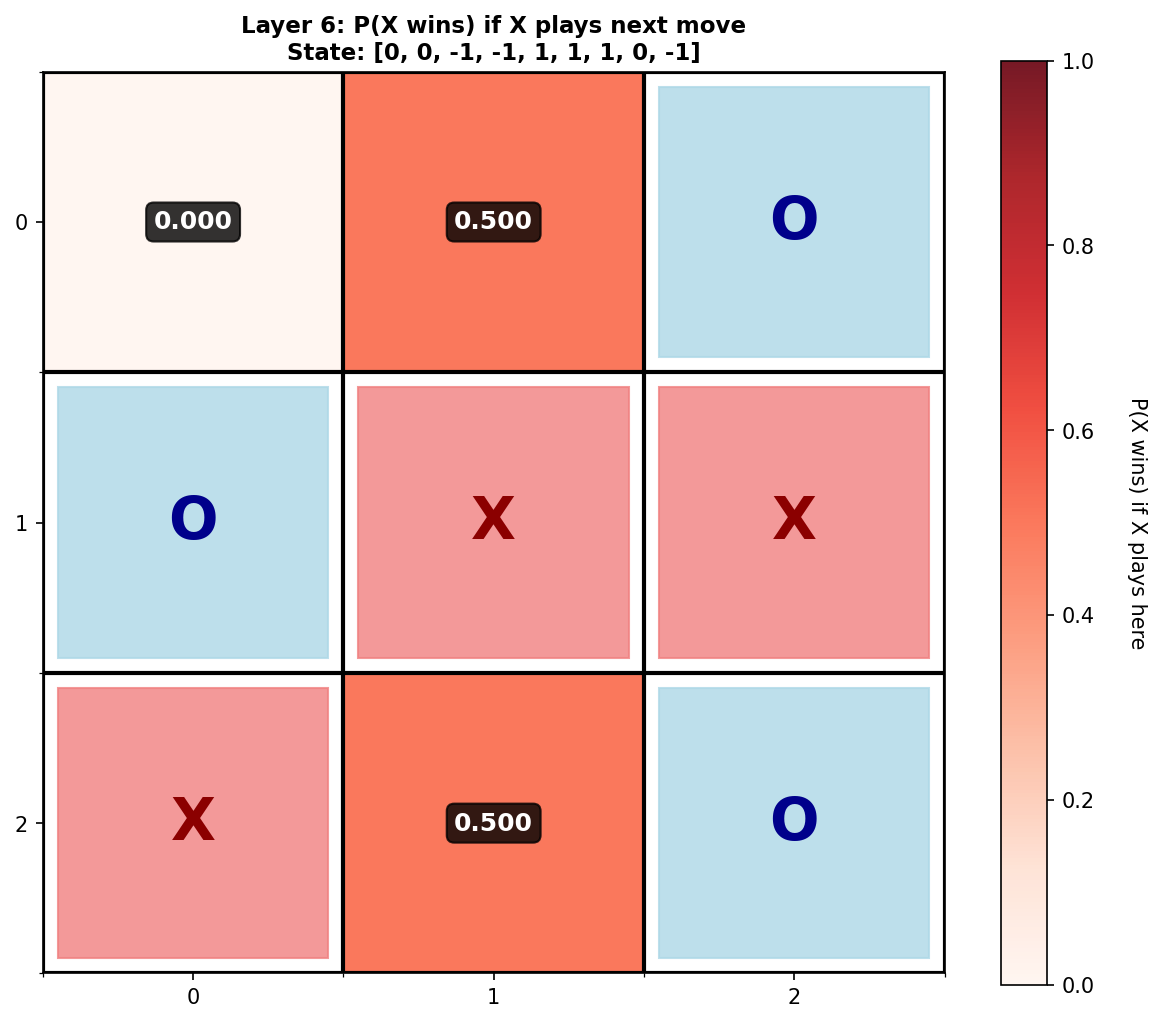 Layer 6: P(X wins) if X plays next move
State: [0, 0, -1, -1, 1, 1, 1, 0, -1]
0
0.000
0.500
O
1
O
X
X
2
X
0.500
O
0
1
2
1.0
0.8
0.6
0.4
0.2
0.0
P(X wins) if X plays here